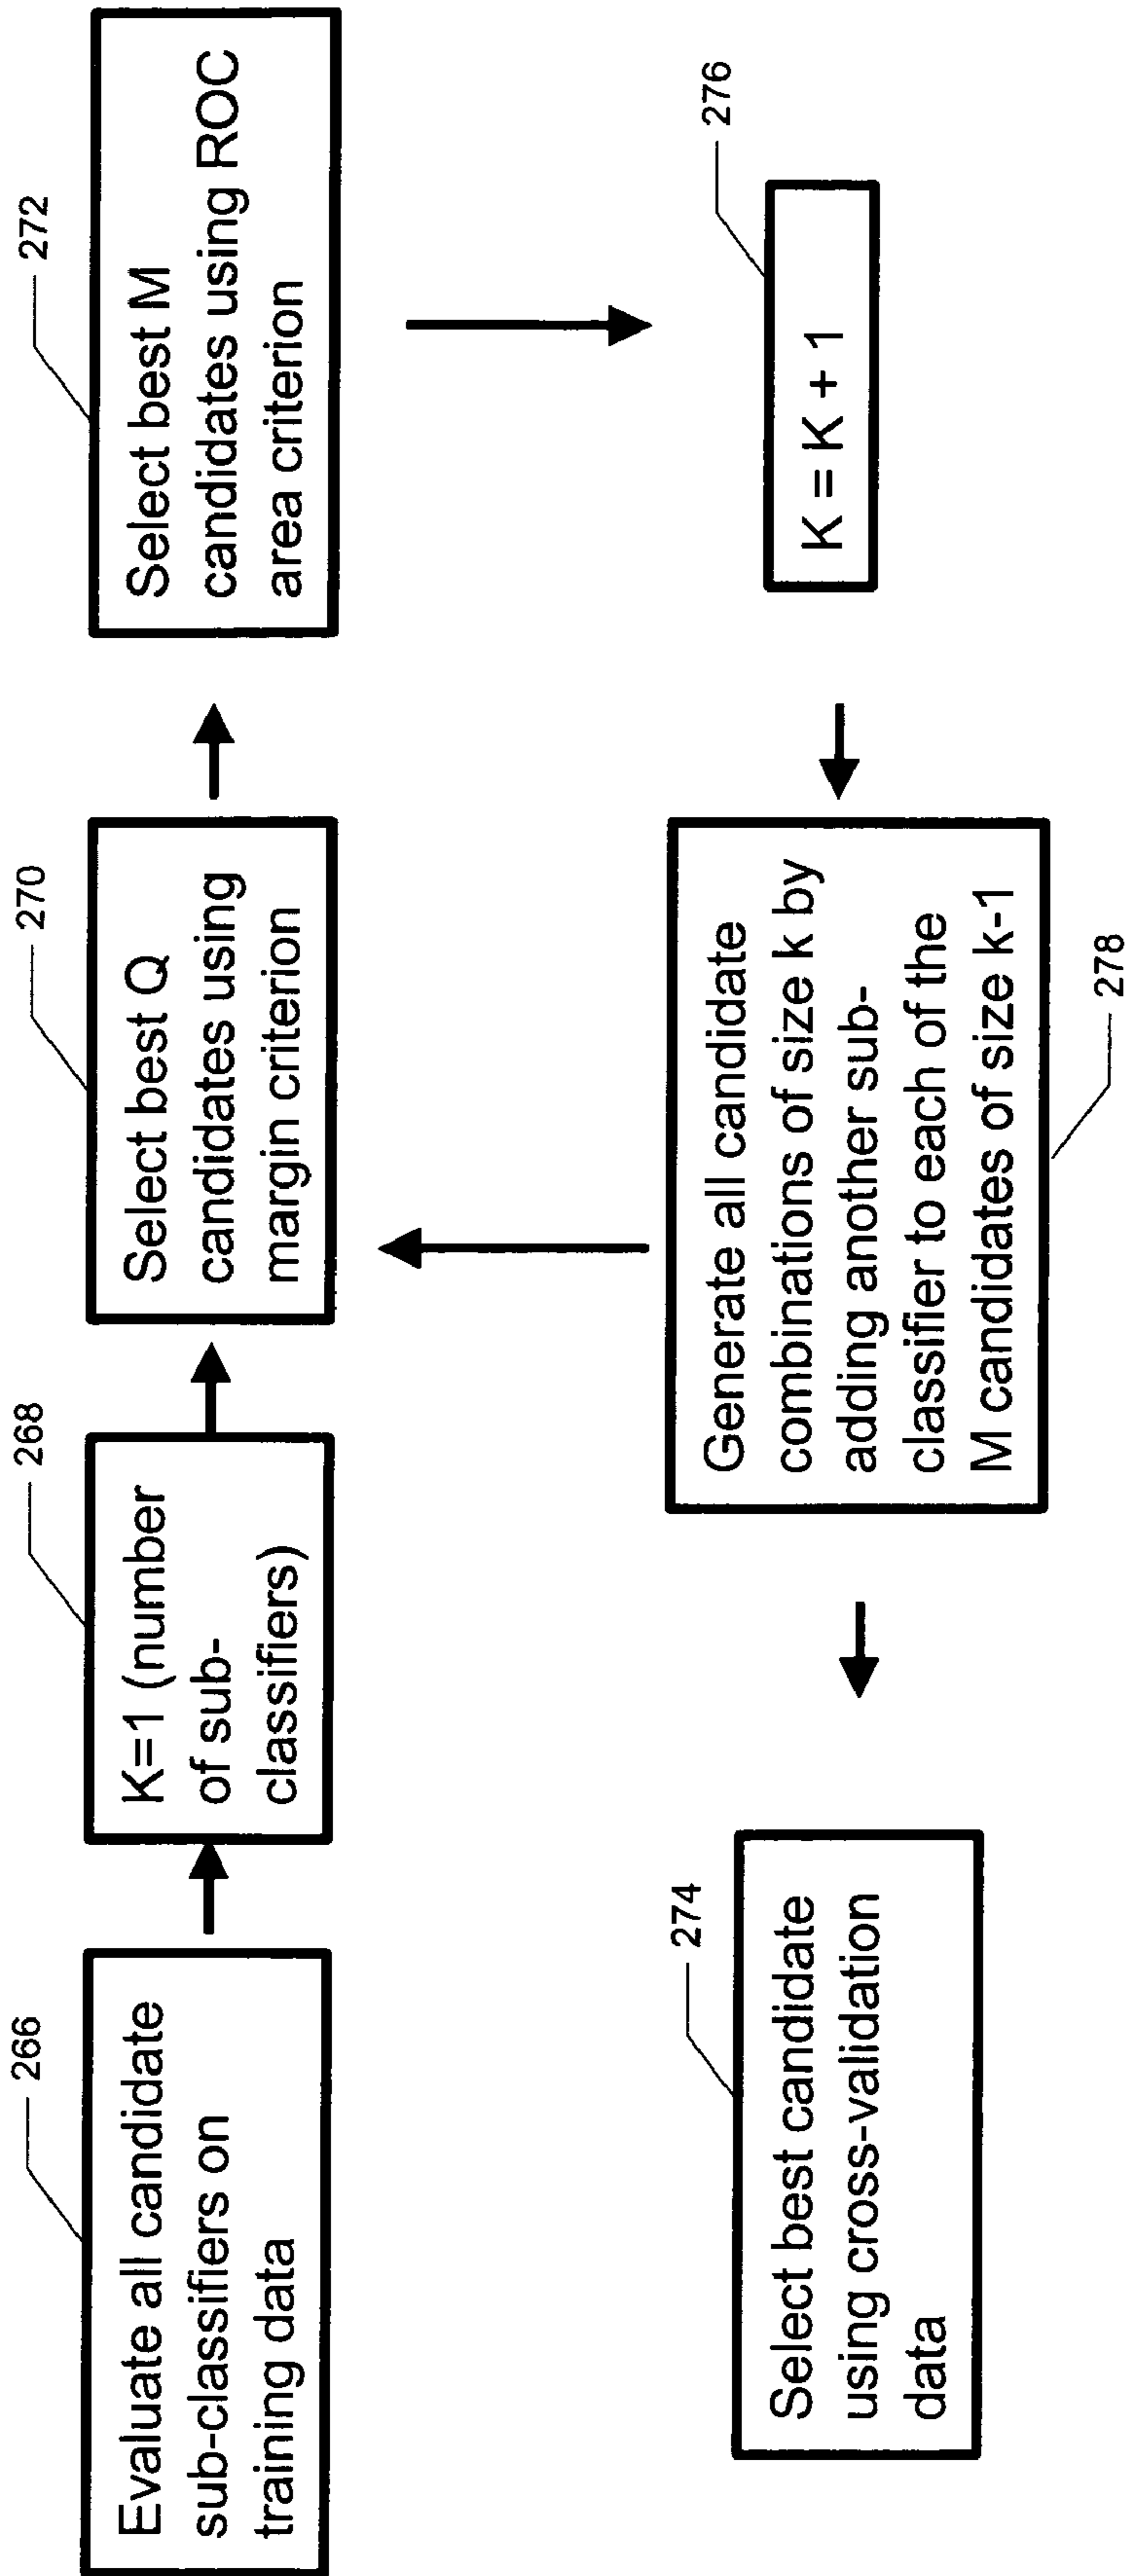 266
Evaluate all candidate
sub-classifiers on
training data
268
K=1 (number
of sub-
classifiers)
270
Select best Q
candidates using
margin criterion
272
Select best M
candidates using ROC
area criterion
274
Select best candidate
using cross-validation
data
Generate all candidate
combinations of size k by
adding another sub-
classifier to each of the
M candidates of size k-1
278
276
K = K + 1